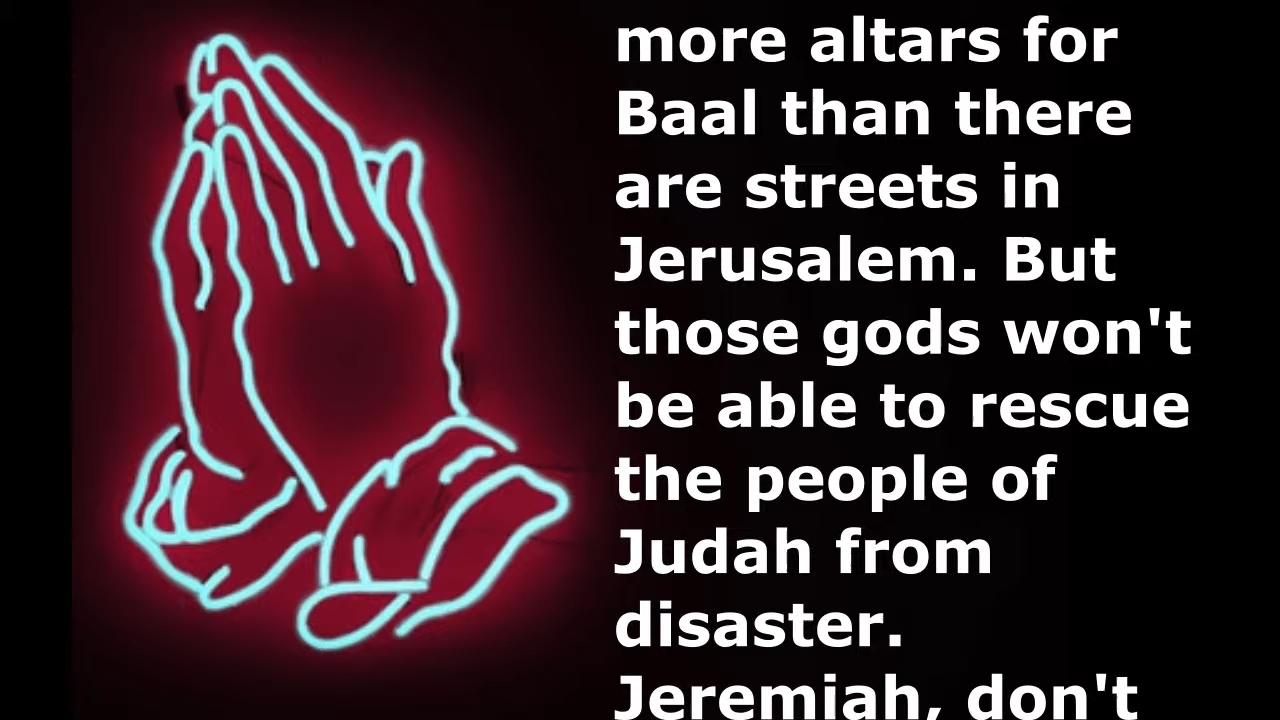 more altars for
Baal than there
are streets in
Jerusalem. But
those gods won't
be able to rescue
the people of
Judah from
disaster.
Jeremiah, don't